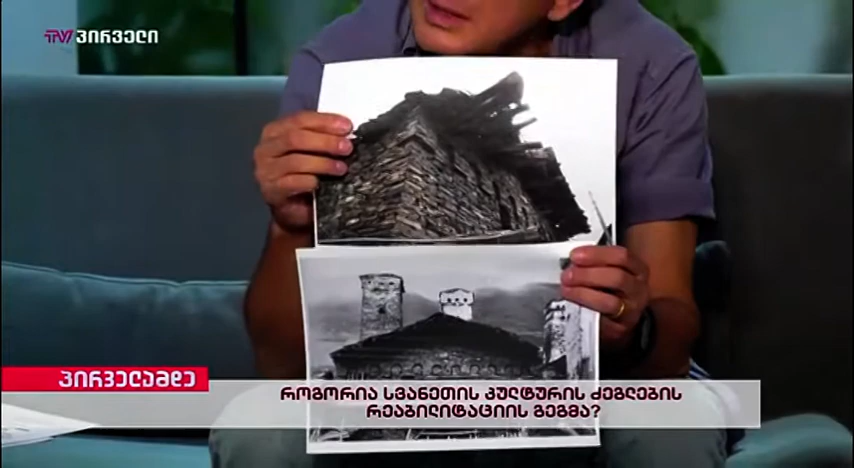 TV პირველი
პირველამდე
როგორია სვანეთის კულტურის ძეგლების
რეაბილიტაციის გეგმა?